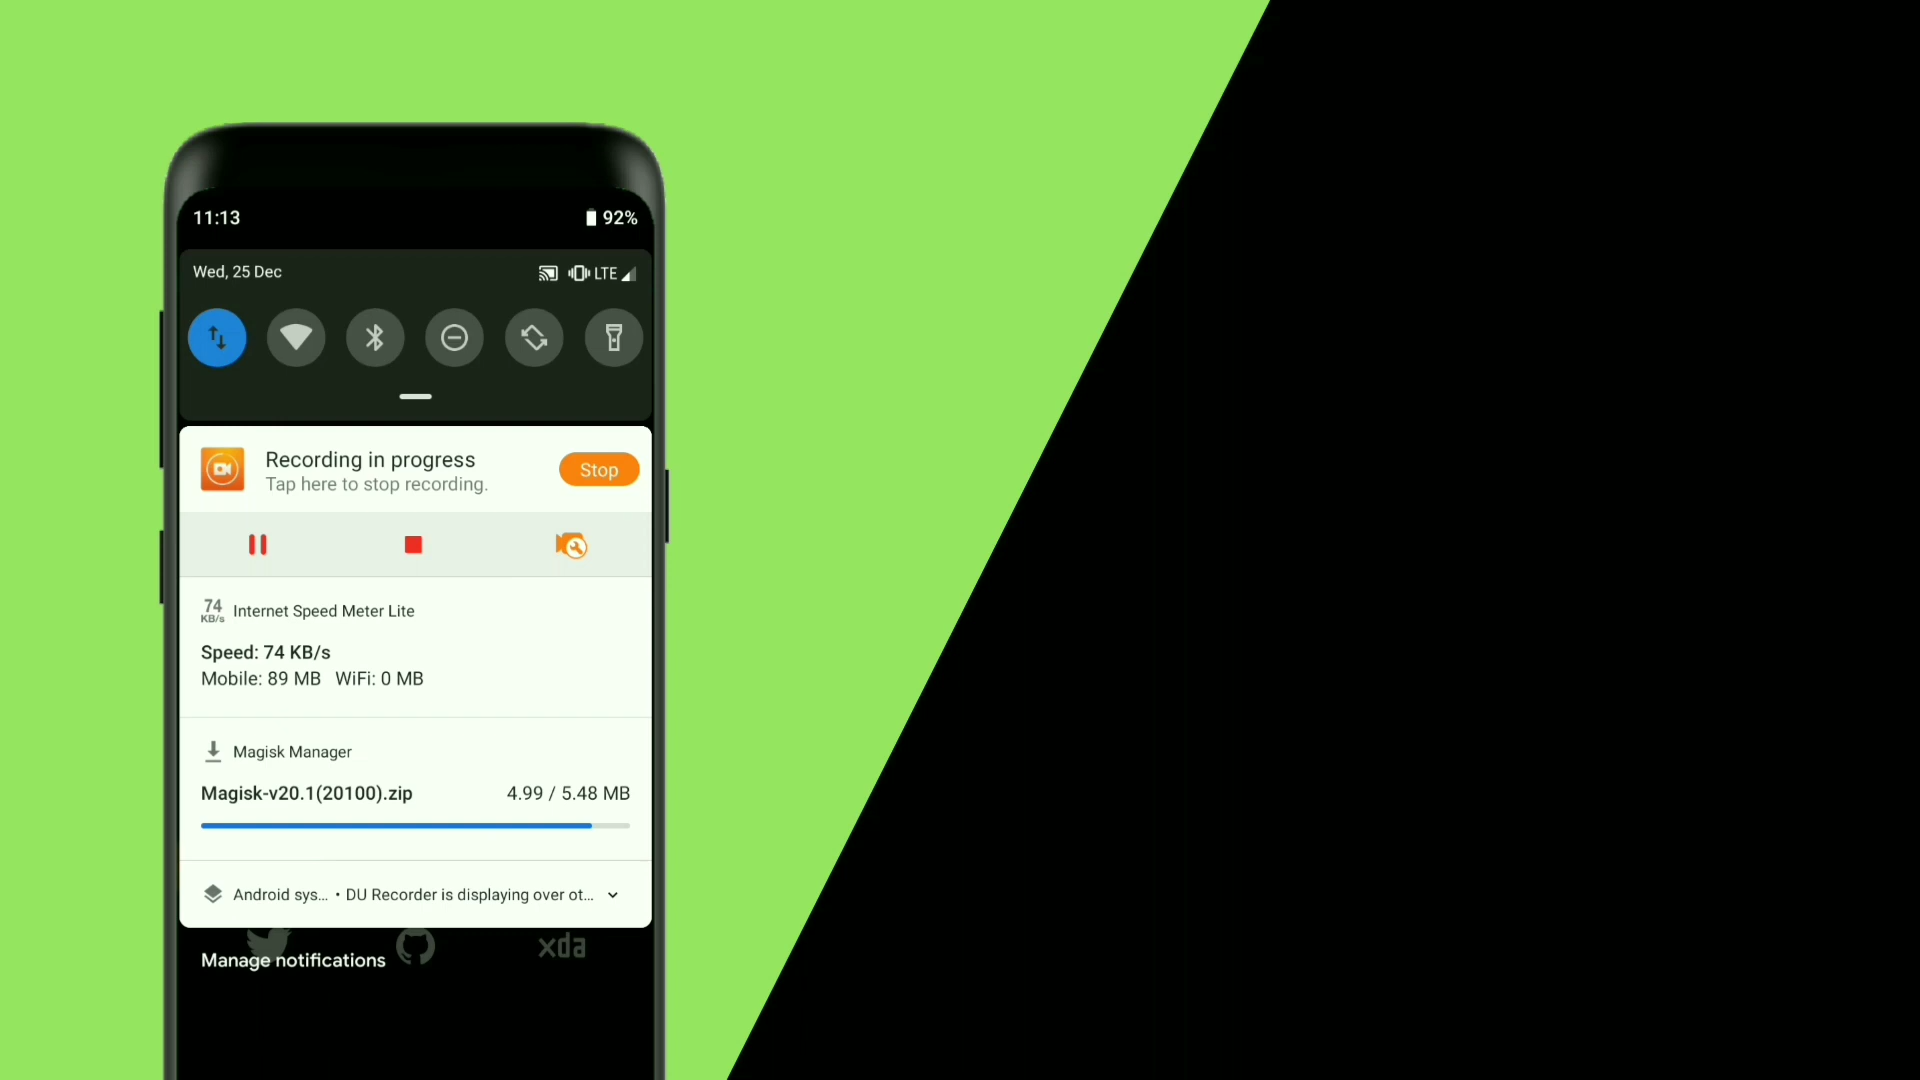 11:13
92%
Wed, 25 Dec
LTE
Recording in progress
Tap here to stop recording.
Stop
74
KB/s
Internet Speed Meter Lite
Speed: 74 KB/s
Mobile: 89 MB WiFi: 0 MB
Magisk Manager
Magisk-v20.1(20100).zip
4.99 / 5.48 MB
Android sys... • DU Recorder is displaying over ot...
xda
Manage notifications